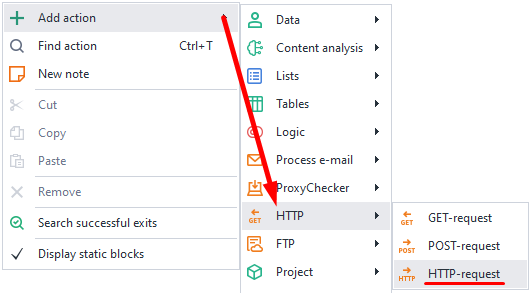 Add action
Find action Ctrl+T
New note
Cut
Copy
Paste
Remove
Search successful exits
Display static blocks
Data
Content analysis
Lists
Tables
Logic
Process e-mail
ProxyChecker
GET HTTP
FTP
Project
GET GET-request
POST POST-request
HTTP HTTP-request